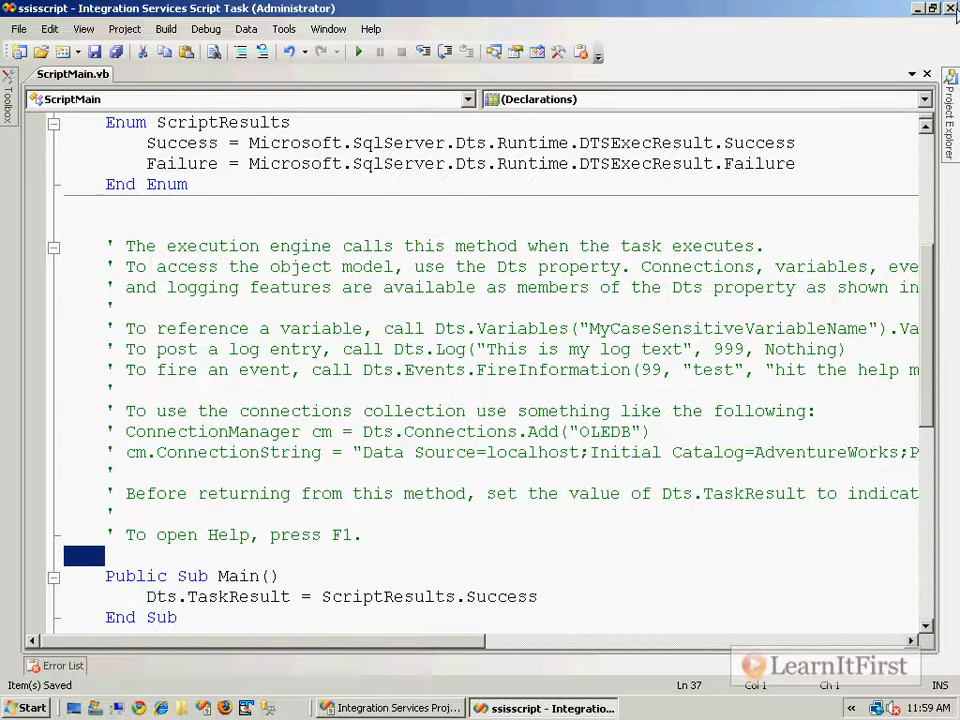 ssisscript - Integration Services Script Task (Administrator)
File Edit View Project Build Debug Data Tools Window Help
ScriptMain.vb
ScriptMain
(Declarations)
Toolbox
Project Explorer
Enum ScriptResults
Success = Microsoft.SqlServer.Dts.Runtime.DTSExecResult.Success
Failure = Microsoft.SqlServer.Dts.Runtime.DTSExecResult.Failure
End Enum
' The execution engine calls this method when the task executes.
' To access the object model, use the Dts property. Connections, variables, eve
' and logging features are available as members of the Dts property as shown in
'
' To reference a variable, call Dts.Variables("MyCaseSensitiveVariableName").Va
' To post a log entry, call Dts.Log("This is my log text", 999, Nothing)
' To fire an event, call Dts.Events.FireInformation(99, "test", "hit the help m
'
' To use the connections collection use something like the following:
' ConnectionManager cm = Dts.Connections.Add("OLEDB")
' cm.ConnectionString = "Data Source=localhost;Initial Catalog=AdventureWorks;P
'
' Before returning from this method, set the value of Dts.TaskResult to indicat
'
' To open Help, press F1.
Public Sub Main()
Dts.TaskResult = ScriptResults.Success
End Sub
Error List
LearnItFirst
Item(s) Saved
Ln 37
Col 1
Ch 1
INS
Start
Integration Services Proj...
ssisscript - Integratio...
11:59 AM